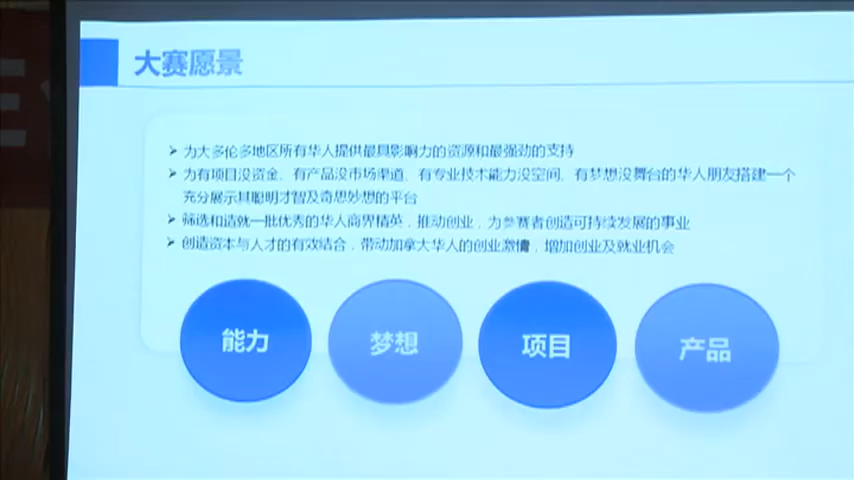 大赛愿景
➤ 为大多伦多地区所有华人提供最具影响力的资源和最强劲的支持
➤ 为有项目没资金、有产品没市场渠道、有专业技术能力没空间、有梦想没舞台的华人朋友搭建一个
充分展示其聪明才智及奇思妙想的平台
➤ 筛选和造就一批优秀的华人商界精英，推动创业，为参赛者创造可持续发展的事业
➤ 创造资本与人才的有效结合，带动加拿大华人的创业激情，增加创业及就业机会
能力
梦想
项目
产品